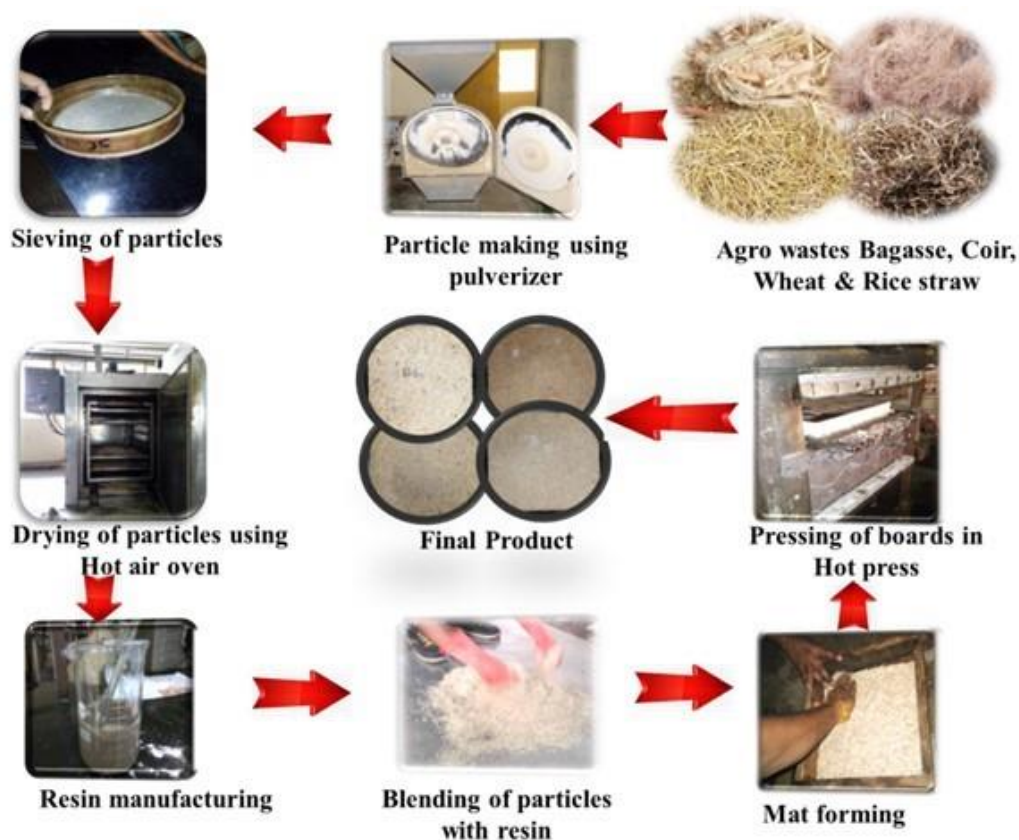 Sieving of particles
Particle making using
pulverizer
Agro wastes Bagasse, Coir,
Wheat & Rice straw
Drying of particles using
Hot air oven
Final Product
Pressing of boards in
Hot press
Resin manufacturing
Blending of particles
with resin
Mat forming